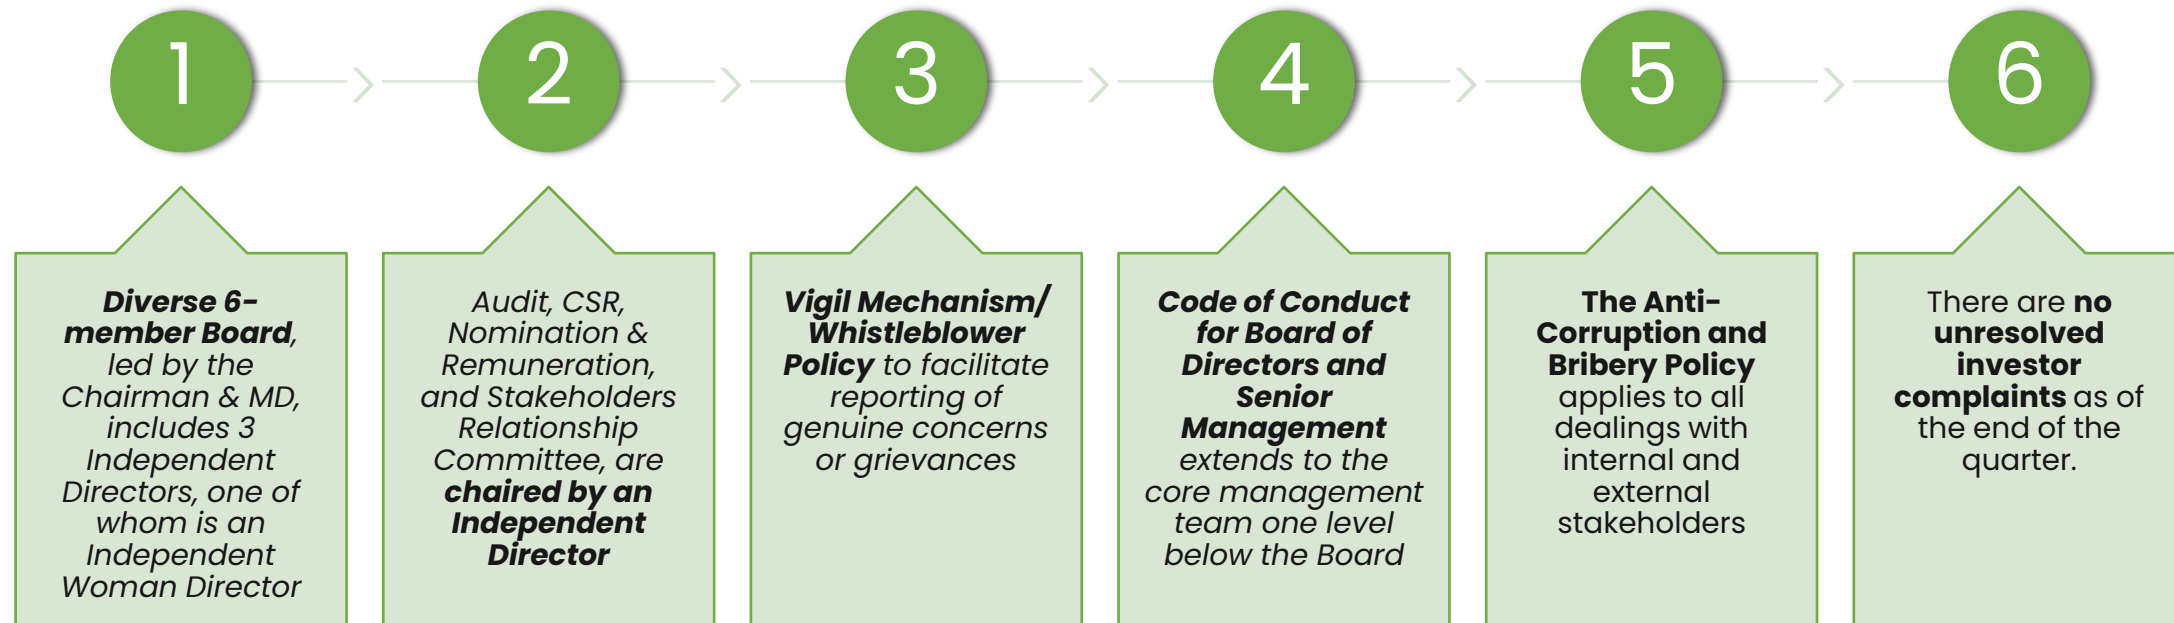 1
2
3
4
5
6
Diverse 6-
member Board,
led by the
Chairman & MD,
includes 3
Independent
Directors, one of
whom is an
Independent
Woman Director
Audit, CSR,
Nomination &
Remuneration,
and Stakeholders
Relationship
Committee, are
chaired by an
Independent
Director
Vigil Mechanism/
Whistleblower
Policy to facilitate
reporting of
genuine concerns
or grievances
Code of Conduct
for Board of
Directors and
Senior
Management
extends to the
core management
team one level
below the Board
The Anti-
Corruption and
Bribery Policy
applies to all
dealings with
internal and
external
stakeholders
There are no
unresolved
investor
complaints as of
the end of the
quarter.